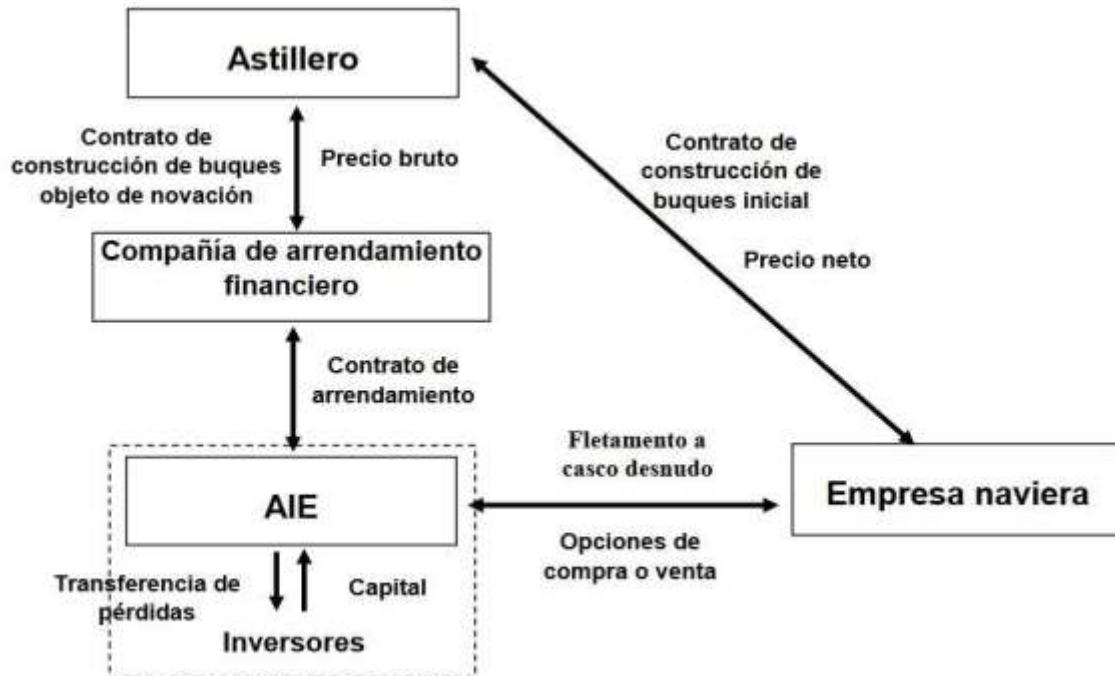 Astillero
Contrato de
construcción de buques
objeto de novación
Precio bruto
Contrato de
construcción de
buques inicial
Precio neto
Compañía de arrendamiento
financiero
Contrato de
arrendamiento
AIE
Transferencia de
pérdidas
Capital
Inversores
Fletamento a
casco desnudo
Opciones de
compra o venta
Empresa naviera